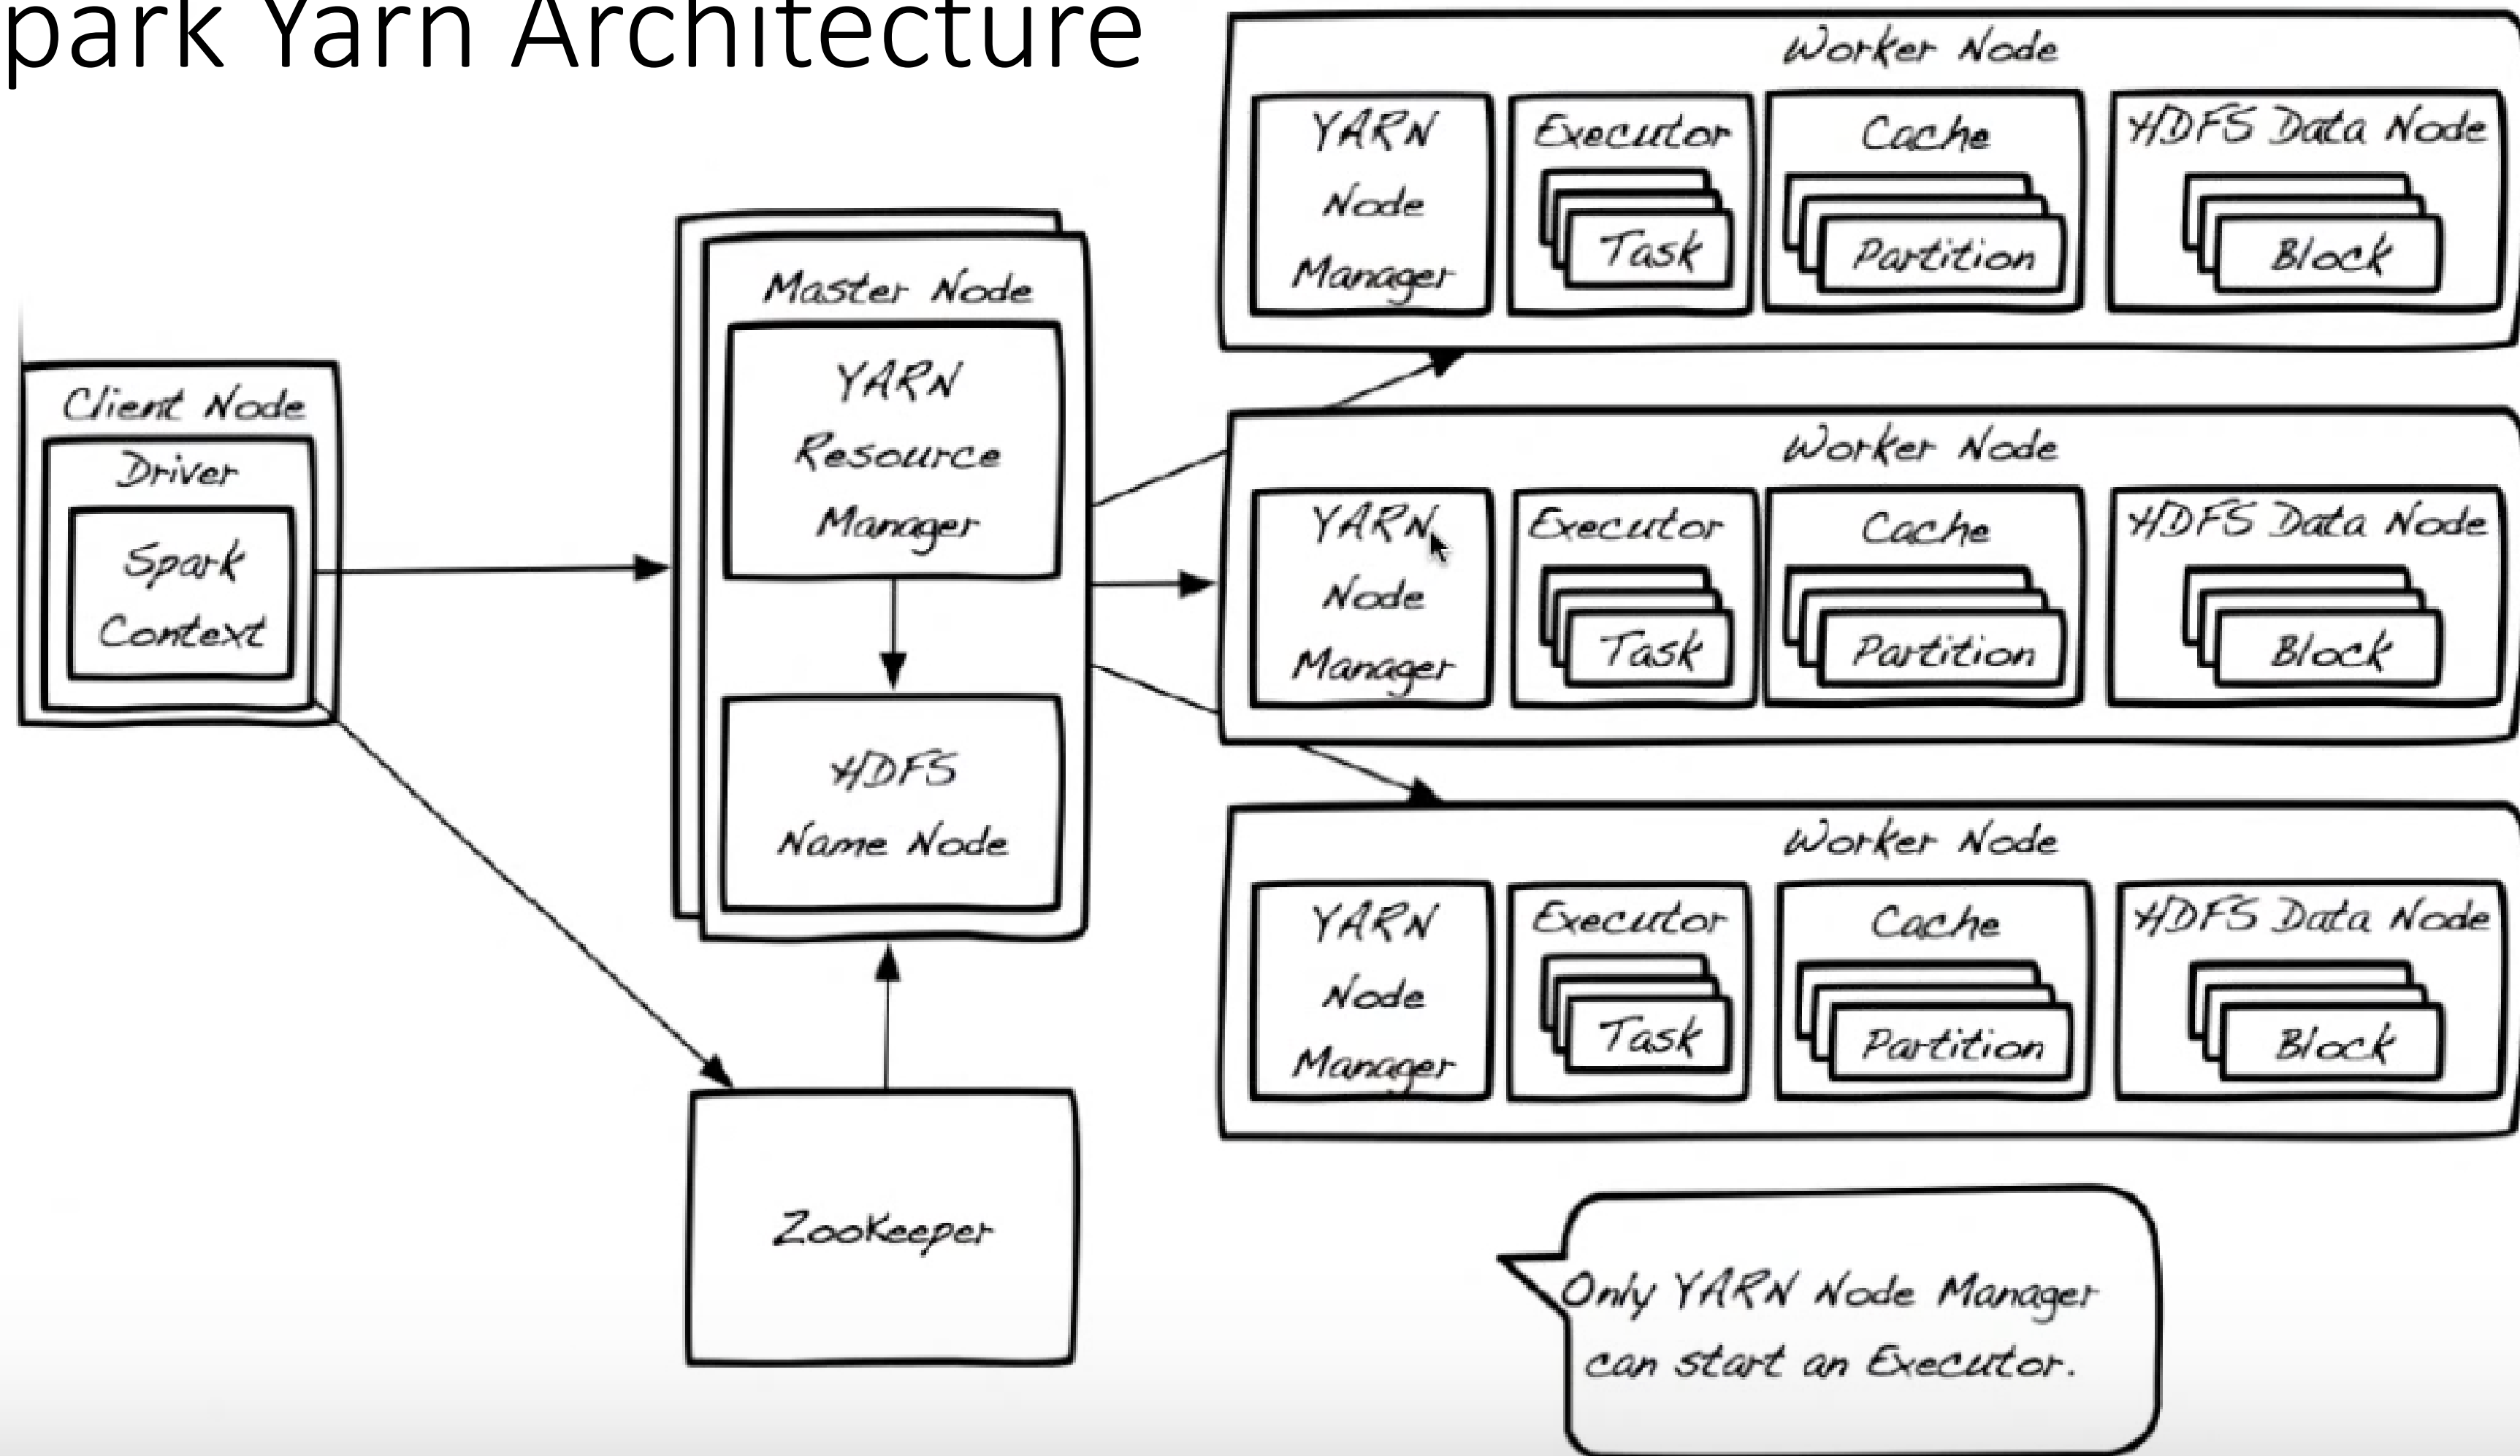 park Yarn Architecture
Client Node
Driver
Spark
Context
Master Node
YARN
Resource
Manager
HDFS
Name Node
ZooKeeper
Worker Node
YARN
Node
Manager
Executor
Task
Cache
Partition
HDFS Data Node
Block
Worker Node
YARN
Node
Manager
Executor
Task
Cache
Partition
HDFS Data Node
Block
Worker Node
YARN
Node
Manager
Executor
Task
Cache
Partition
HDFS Data Node
Block
Only YARN Node Manager
can start an Executor.